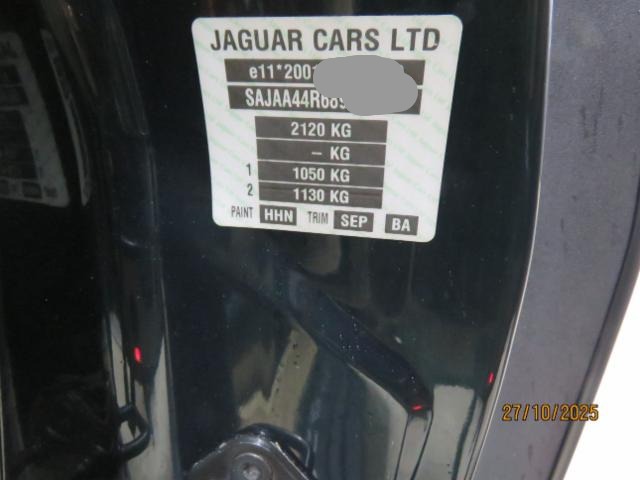 JAGUAR CARS LTD
e11*2001
SAJAA44R689
2120 KG
– KG
1 1050 KG
2 1130 KG
PAINT HHN TRIM SEP BA
27/10/2025